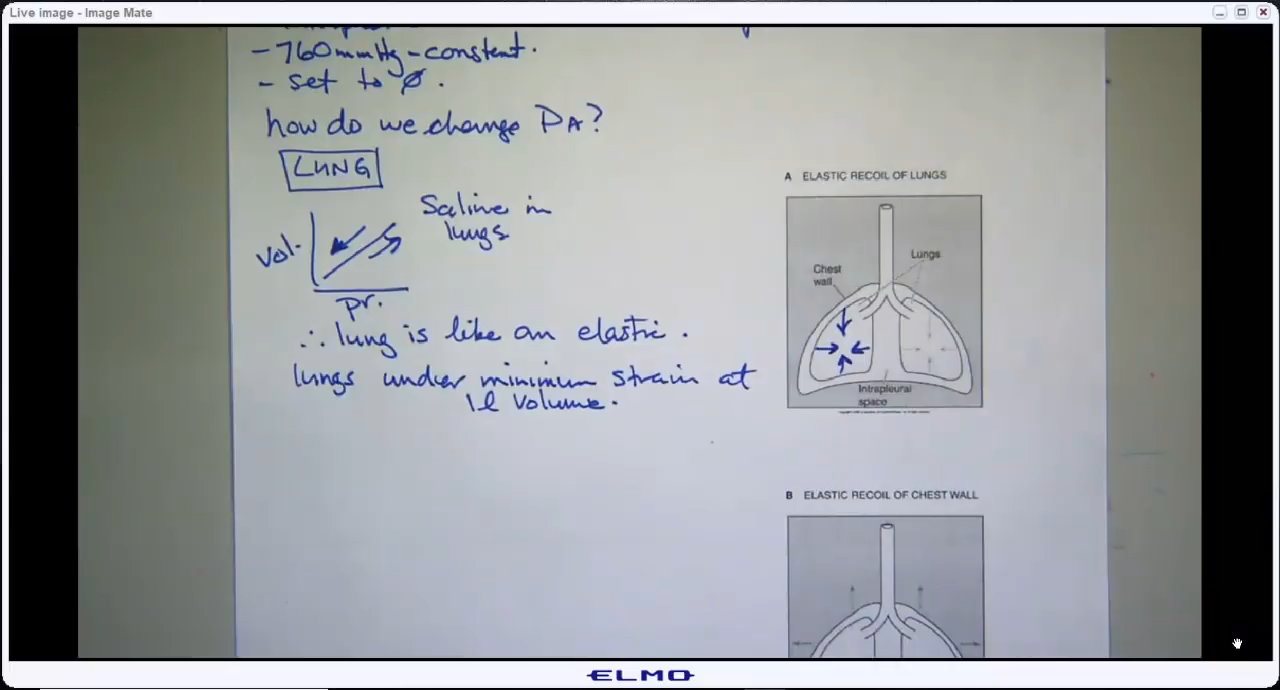 Live image - Image Mate
- 760mmHg - constant.
- set to 0.
how do we change PA?
LUNG
Saline in
lungs
vol.
pr.
∴ lung is like an elastic.
lungs under minimum strain at
1l volume.
A ELASTIC RECOIL OF LUNGS
Lungs
Chest
wall
Intrapleural
space
B ELASTIC RECOIL OF CHEST WALL
ELMO